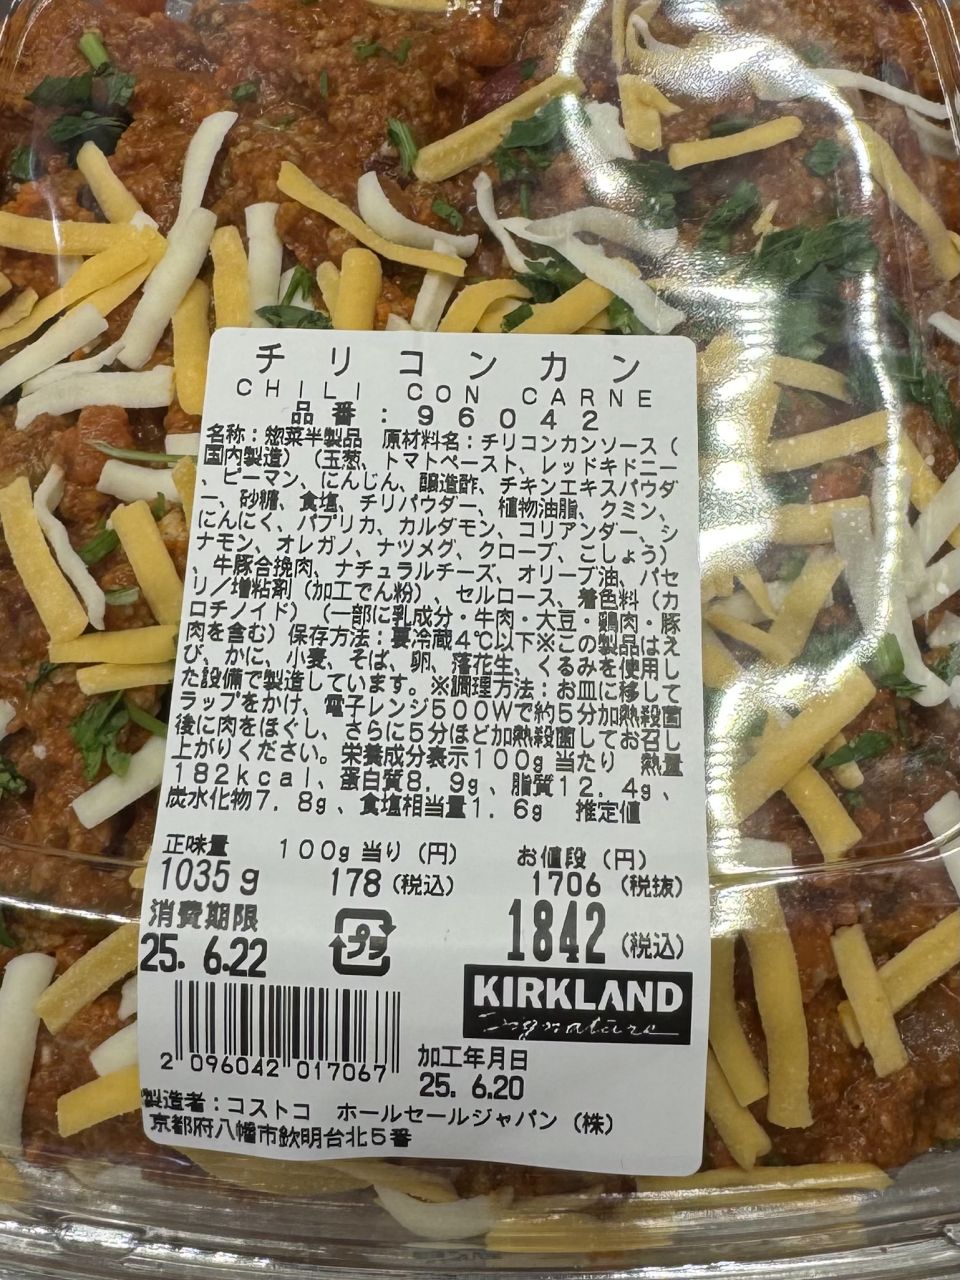 チリコンカン
CHILI CON CARNE
品番:96042
名称:惣菜半製品 原材料名:チリコンカンソース(
国内製造)(玉葱、トマトペースト、レッドキドニー
、ピーマン、にんじん、醸造酢、チキンエキスパウダ
ー、砂糖、食塩、チリパウダー、植物油脂、クミン、
にんにく、パプリカ、カルダモン、コリアンダー、シ
ナモン、オレガノ、ナツメグ、クローブ、こしょう)
、牛豚合挽肉、ナチュラルチーズ、オリーブ油、パセ
リ/増粘剤(加工でん粉)、セルロース、着色料(カ
ロチノイド)(一部に乳成分・牛肉・大豆・鶏肉・豚
肉を含む)保存方法:要冷蔵4℃以下※この製品はえ
び、かに、小麦、そば、卵、落花生、くるみを使用し
た設備で製造しています。※調理方法:お皿に移して
ラップをかけ、電子レンジ500Wで約5分加熱殺菌
後に肉をほぐし、さらに5分ほど加熱殺菌してお召し
上がりください。栄養成分表示100g当たり 熱量
182kcal、蛋白質8.9g、脂質12.4g、
炭水化物7.8g、食塩相当量1.6g 推定値
正味量 100g当り(円) お値段(円)
1035g 178(税込) 1706(税抜)
消費期限 プラ 1842(税込)
25.6.22
KIRKLAND
Signature
2 096042 017067
加工年月日
25.6.20
製造者:コストコ ホールセールジャパン(株)
京都府八幡市欽明台北5番